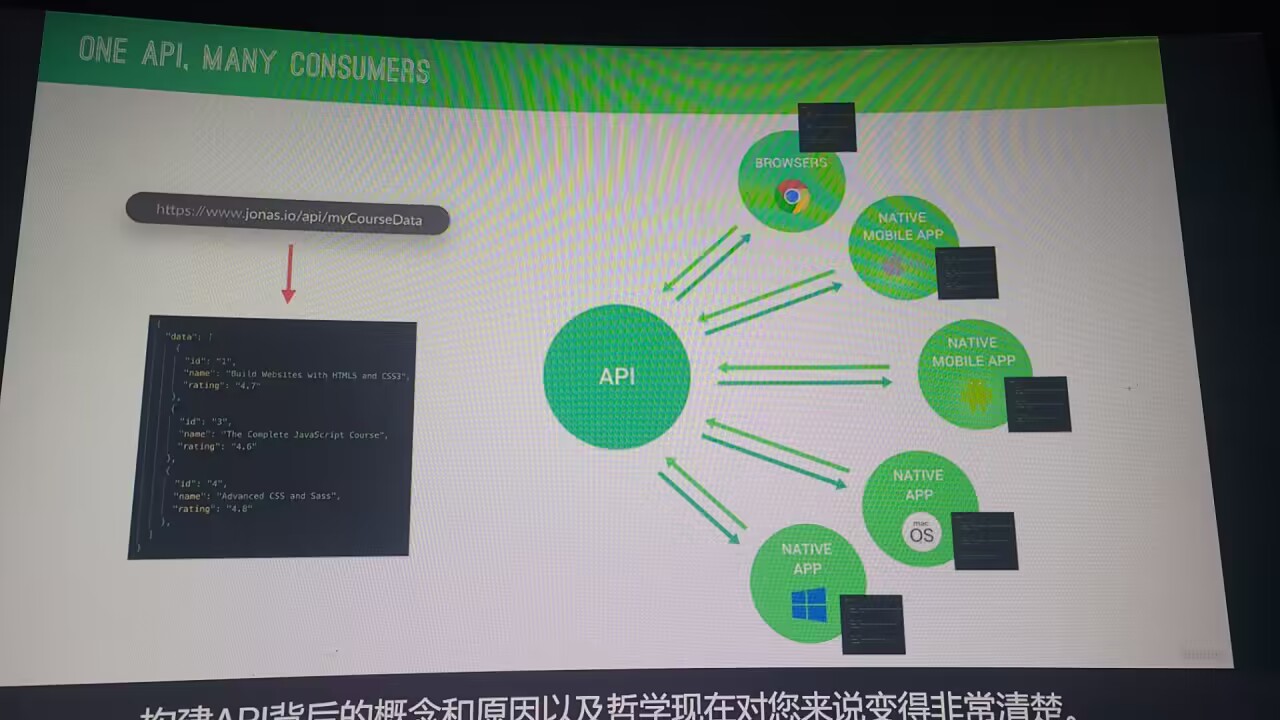 ONE API, MANY CONSUMERS
https://www.jonas.io/api/myCourseData
{
"data": [
{
"id": "1",
"name": "Build Websites with HTML5 and CSS3",
"rating": "4.7"
},
{
"id": "3",
"name": "The Complete JavaScript Course",
"rating": "4.6"
},
{
"id": "4",
"name": "Advanced CSS and Sass",
"rating": "4.8"
},
]
}
API
BROWSERS
NATIVE
MOBILE APP
NATIVE
MOBILE APP
NATIVE
APP
mac
OS
NATIVE
APP
构建API背后的概念和原因以及哲学现在对您来说变得非常清楚。